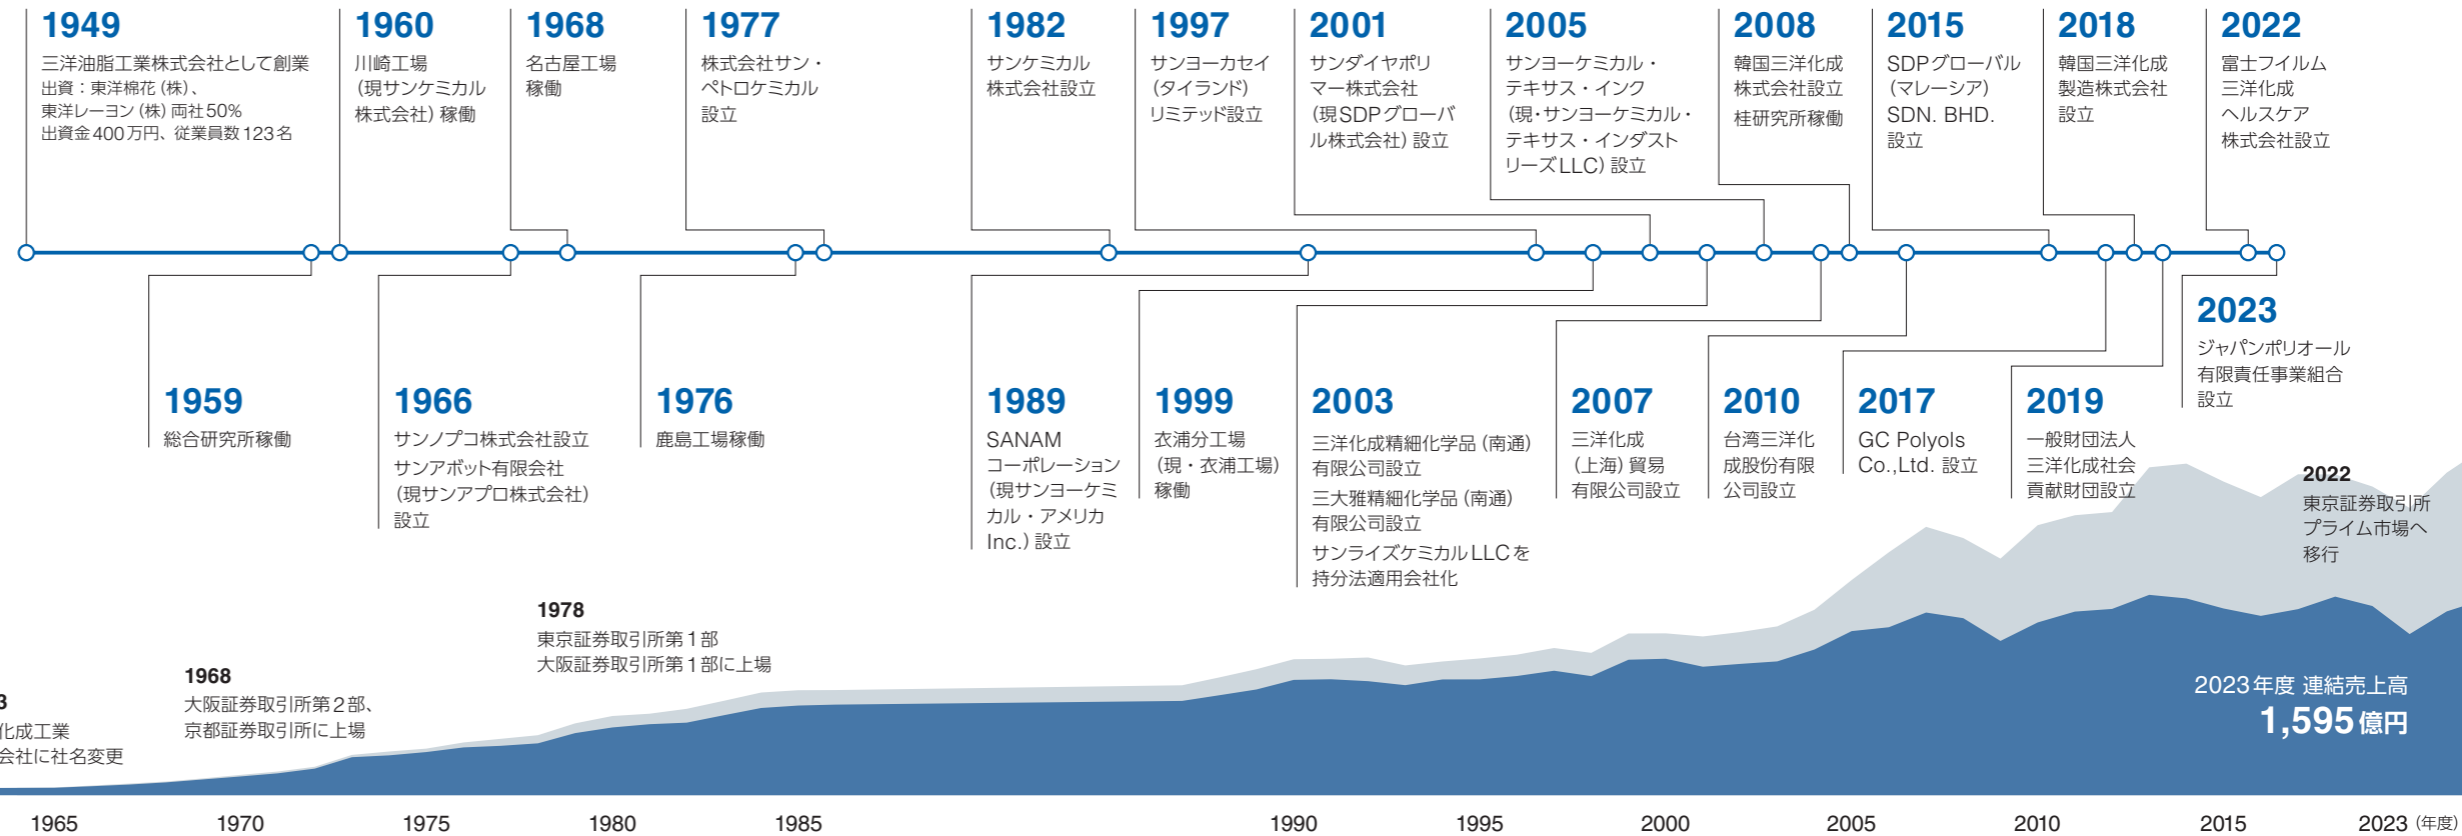 1949
三洋油脂工業株式会社として創業
出資：東洋棉花（株）、
東洋レーヨン（株）両社50%
出資金400万円、従業員数123名
1960
川崎工場
（現サンケミカル
株式会社）稼働
1968
名古屋工場
稼働
1977
株式会社サン・
ペトロケミカル
設立
1982
サンケミカル
株式会社設立
1997
サンヨーカセイ
（タイランド）
リミテッド設立
2001
サンダイヤポリ
マー株式会社
（現SDPグローバ
ル株式会社）設立
2005
サンヨーケミカル・
テキサス・インク
（現・サンヨーケミカル・
テキサス・インダスト
リーズLLC）設立
2008
韓国三洋化成
株式会社設立
桂研究所稼働
2015
SDPグローバル
（マレーシア）
SDN. BHD.
設立
2018
韓国三洋化成
製造株式会社
設立
2022
富士フイルム
三洋化成
ヘルスケア
株式会社設立
1959
総合研究所稼働
1966
サンノプコ株式会社設立
サンアボット有限会社
（現サンアプロ株式会社）
設立
1976
鹿島工場稼働
1989
SANAM
コーポレーション
（現サンヨーケミ
カル・アメリカ
Inc.）設立
1999
衣浦分工場
（現・衣浦工場）
稼働
2003
三洋化成精細化学品（南通）
有限公司設立
三大雅精細化学品（南通）
有限公司設立
サンライズケミカルLLCを
持分法適用会社化
2007
三洋化成
（上海）貿易
有限公司設立
2010
台湾三洋化
成股份有限
公司設立
2017
GC Polyols
Co.,Ltd. 設立
2019
一般財団法人
三洋化成社会
貢献財団設立
2023
ジャパンポリオール
有限責任事業組合
設立
3
化成工業
会社に社名変更
1968
大阪証券取引所第2部、
京都証券取引所に上場
1978
東京証券取引所第1部
大阪証券取引所第1部に上場
2022
東京証券取引所
プライム市場へ
移行
2023年度 連結売上高
1,595億円
1965 1970 1975 1980 1985 1990 1995 2000 2005 2010 2015 2023（年度）